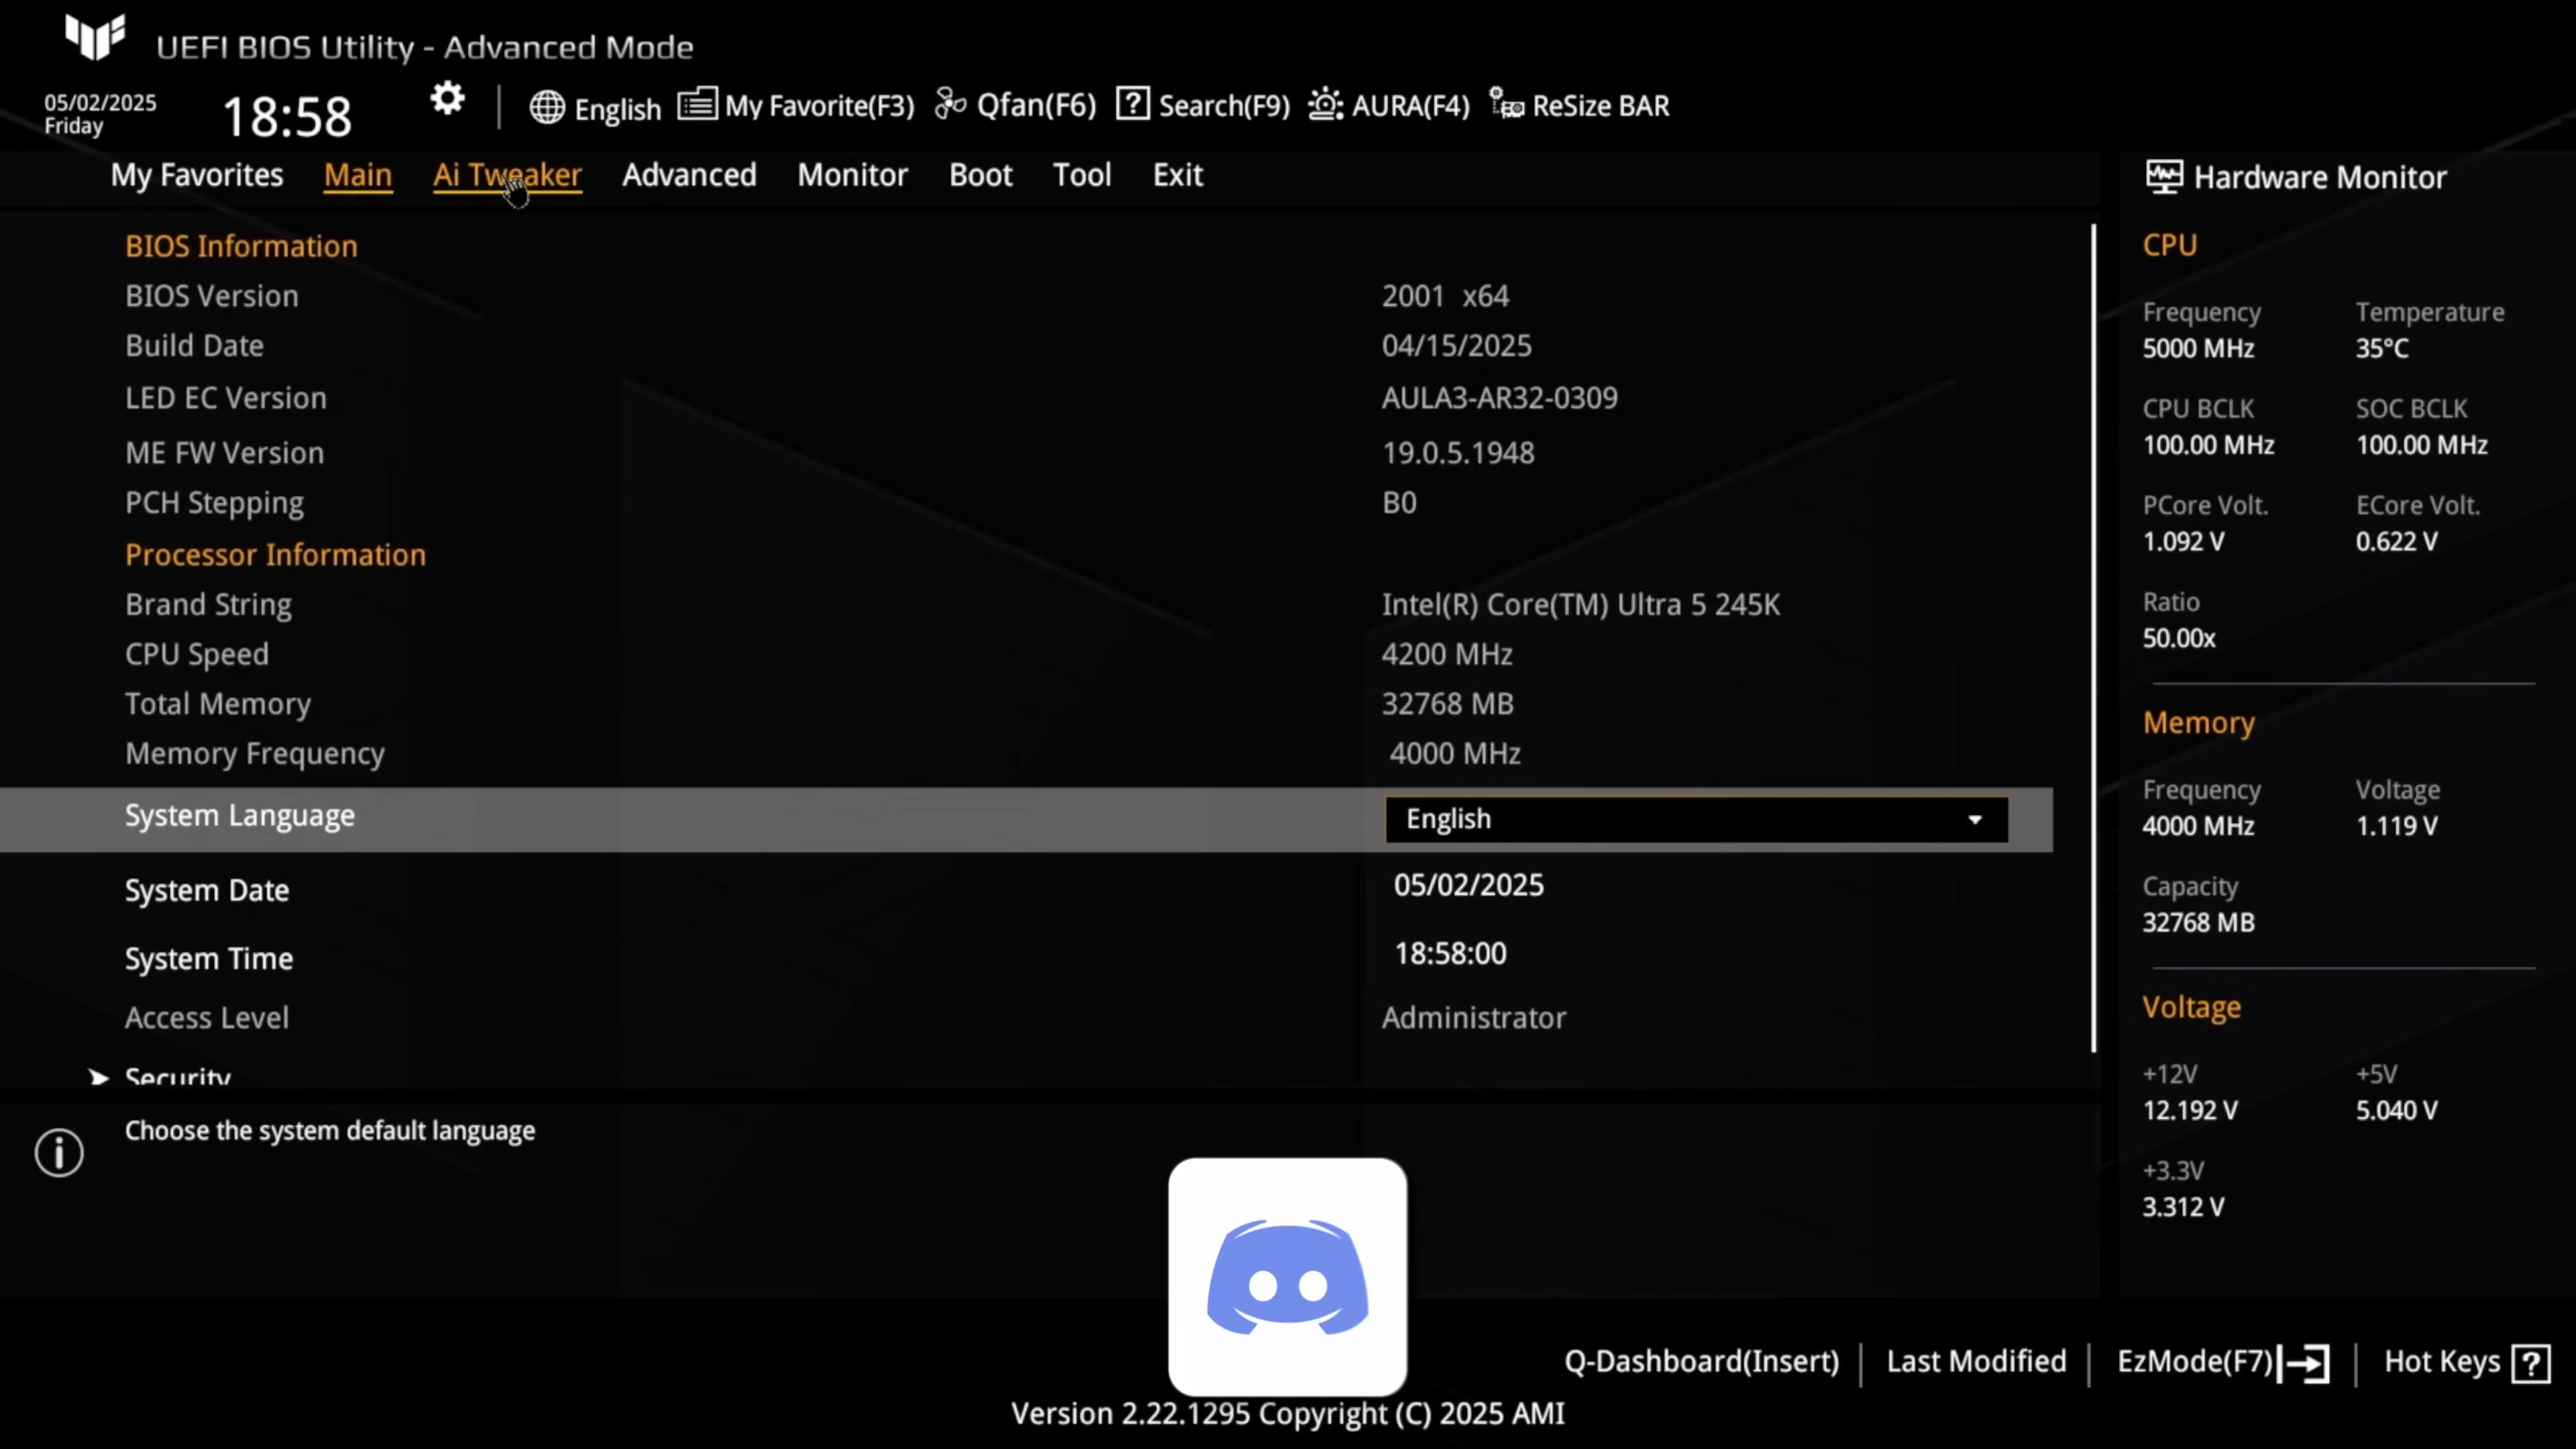 UEFI BIOS Utility - Advanced Mode
05/02/2025
Friday
18:58
English
My Favorite(F3)
Qfan(F6)
? Search(F9)
AURA(F4)
ReSize BAR
My Favorites Main Ai Tweaker Advanced Monitor Boot Tool Exit
BIOS Information
BIOS Version 2001 x64
Build Date 04/15/2025
LED EC Version AULA3-AR32-0309
ME FW Version 19.0.5.1948
PCH Stepping B0
Processor Information
Brand String Intel(R) Core(TM) Ultra 5 245K
CPU Speed 4200 MHz
Total Memory 32768 MB
Memory Frequency 4000 MHz
System Language English
System Date 05/02/2025
System Time 18:58:00
Access Level Administrator
Security
Choose the system default language
Hardware Monitor
CPU
Frequency Temperature
5000 MHz 35°C
CPU BCLK SOC BCLK
100.00 MHz 100.00 MHz
PCore Volt. ECore Volt.
1.092 V 0.622 V
Ratio
50.00x
Memory
Frequency Voltage
4000 MHz 1.119 V
Capacity
32768 MB
Voltage
+12V +5V
12.192 V 5.040 V
+3.3V
3.312 V
Q-Dashboard(Insert) Last Modified EzMode(F7) Hot Keys ?
Version 2.22.1295 Copyright (C) 2025 AMI